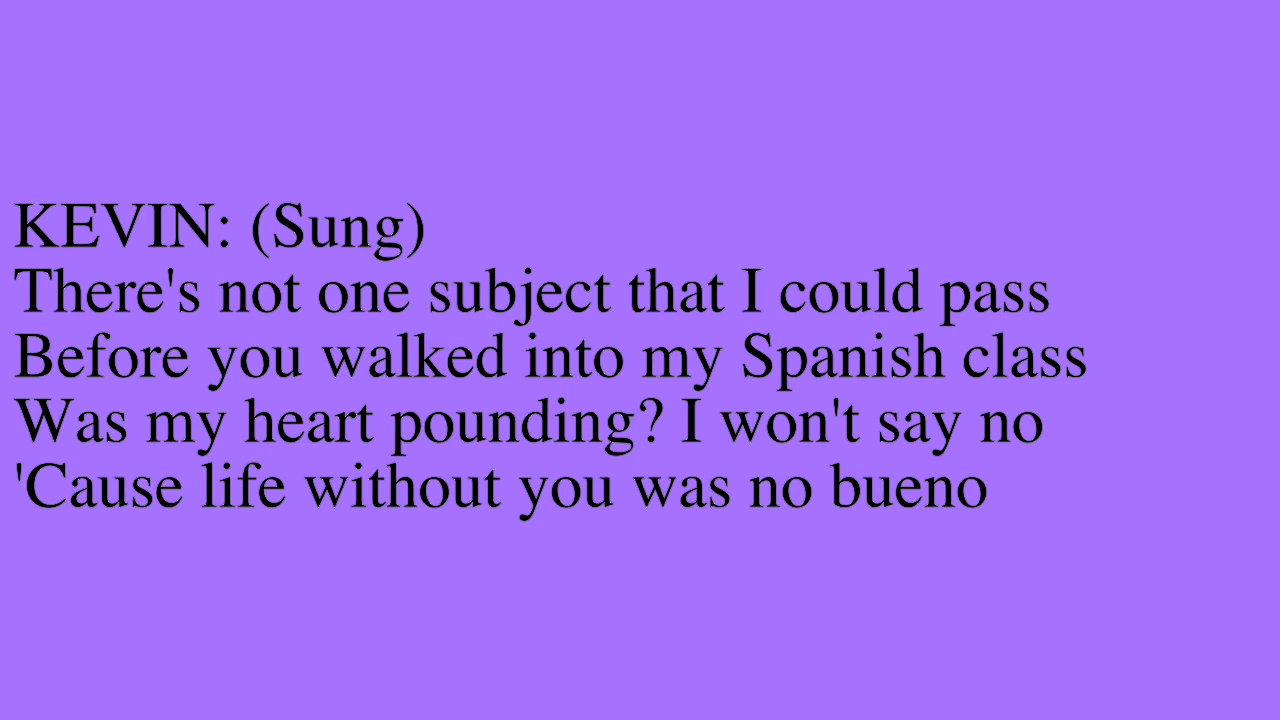 KEVIN: (Sung)
There's not one subject that I could pass
Before you walked into my Spanish class
Was my heart pounding? I won't say no
'Cause life without you was no bueno